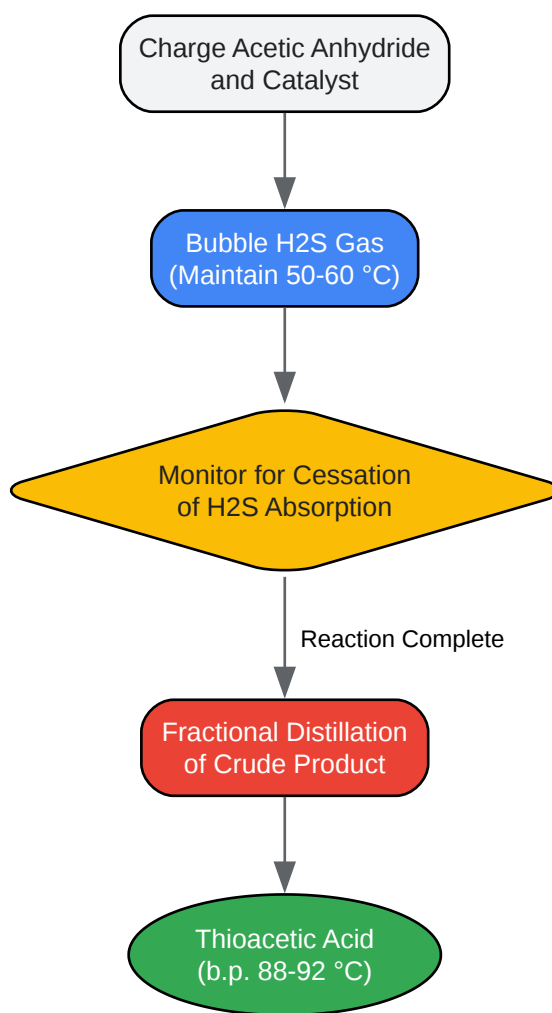 Charge Acetic Anhydride
and Catalyst
Bubble H2S Gas
(Maintain 50-60 °C)
Monitor for Cessation
of H2S Absorption
Reaction Complete
Fractional Distillation
of Crude Product
Thioacetic Acid
(b.p. 88-92 °C)